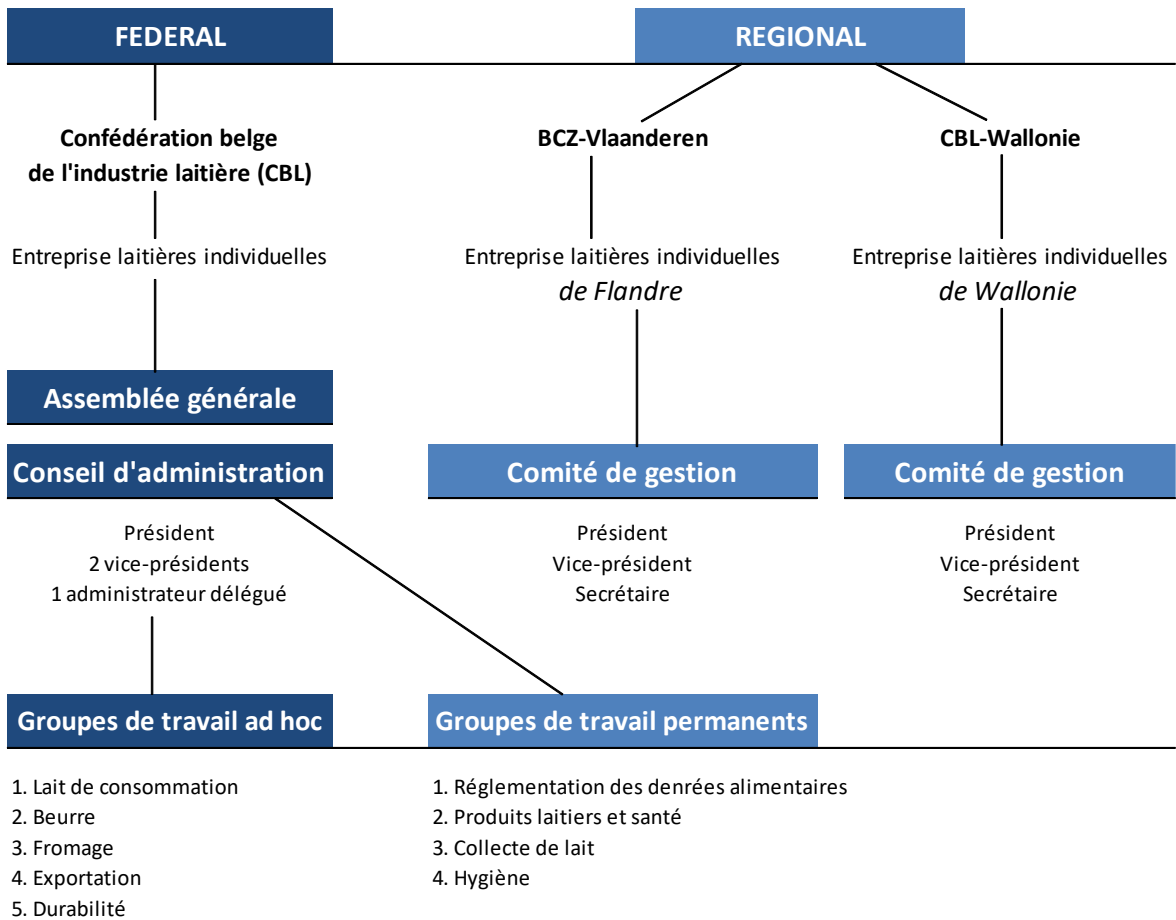 FEDERAL
REGIONAL
Confédération belge
de l'industrie laitière (CBL)
BCZ-Vlaanderen
CBL-Wallonie
Entreprise laitières individuelles
Entreprise laitières individuelles
de Flandre
Entreprise laitières individuelles
de Wallonie
Assemblée générale
Conseil d'administration
Comité de gestion
Comité de gestion
Président
2 vice-présidents
1 administrateur délégué
Président
Vice-président
Secrétaire
Président
Vice-président
Secrétaire
Groupes de travail ad hoc
Groupes de travail permanents
1. Lait de consommation
2. Beurre
3. Fromage
4. Exportation
5. Durabilité
1. Réglementation des denrées alimentaires
2. Produits laitiers et santé
3. Collecte de lait
4. Hygiène